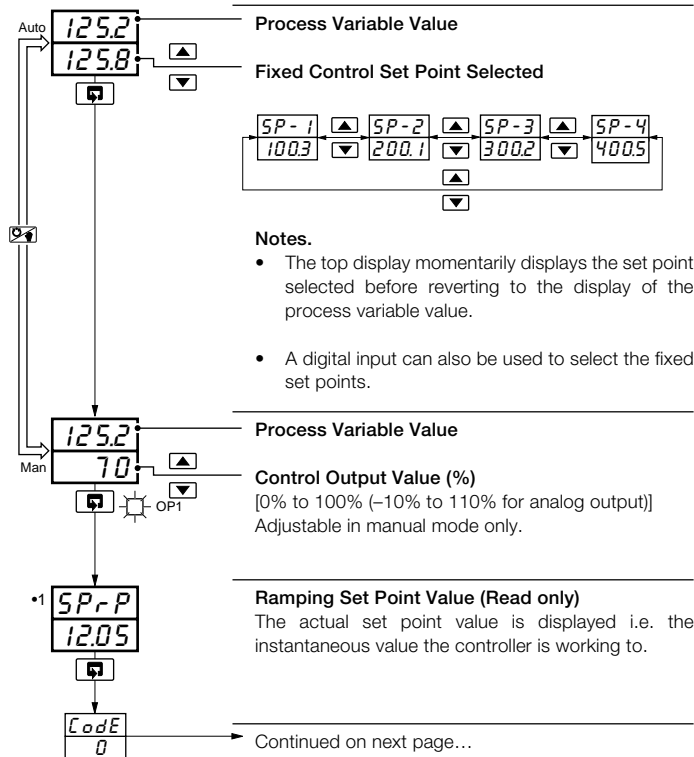 Auto
125.2
125.8
Process Variable Value
Fixed Control Set Point Selected
SP-1 SP-2 SP-3 SP-4
100.3 200.1 300.2 400.5
Notes.
• The top display momentarily displays the set point
selected before reverting to the display of the
process variable value.
• A digital input can also be used to select the fixed
set points.
Man
125.2
70
OP1
Process Variable Value
Control Output Value (%)
[0% to 100% (–10% to 110% for analog output)]
Adjustable in manual mode only.
•1
SPrP
12.05
Ramping Set Point Value (Read only)
The actual set point value is displayed i.e. the
instantaneous value the controller is working to.
CodE
0
Continued on next page…